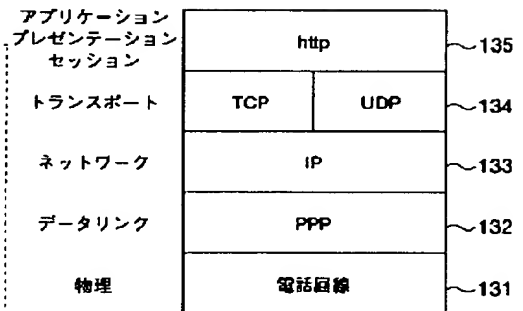 アプリケーション
プレゼンテーション
セッション
http
135
トランスポート
TCP
UDP
134
ネットワーク
IP
133
データリンク
PPP
132
物理
電話回線
131